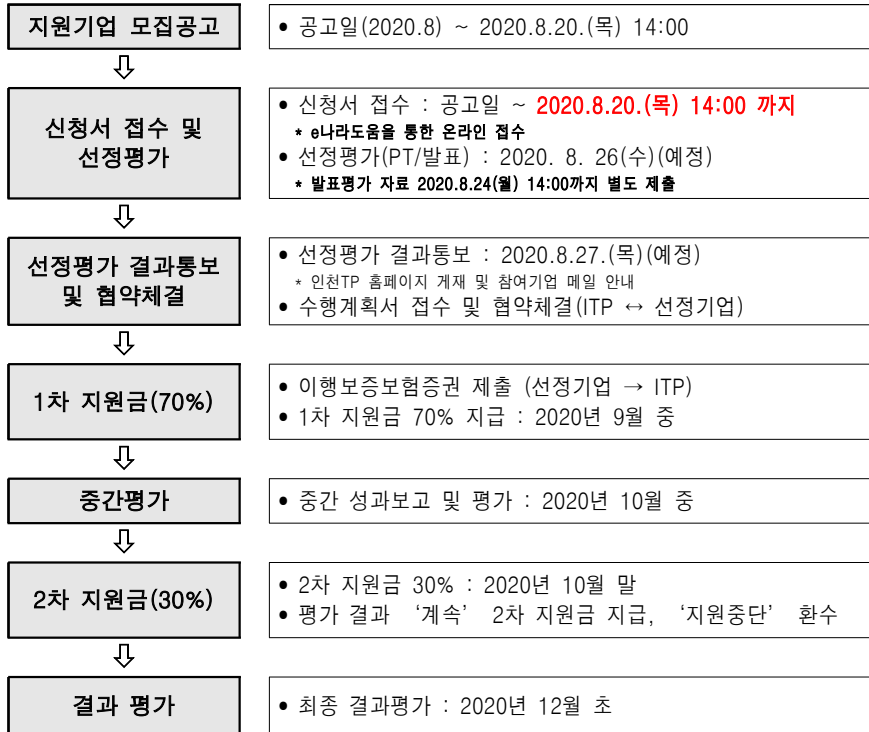 지원기업 모집공고
• 공고일(2020.8) ~ 2020.8.20.(목) 14:00
신청서 접수 및
선정평가
• 신청서 접수 : 공고일 ~ 2020.8.20.(목) 14:00 까지
* e나라도움을 통한 온라인 접수
• 선정평가(PT/발표) : 2020. 8. 26(수)(예정)
* 발표평가 자료 2020.8.24(월) 14:00까지 별도 제출
선정평가 결과통보
및 협약체결
• 선정평가 결과통보 : 2020.8.27.(목)(예정)
* 인천TP 홈페이지 게재 및 참여기업 메일 안내
• 수행계획서 접수 및 협약체결(ITP ↔ 선정기업)
1차 지원금(70%)
• 이행보증보험증권 제출 (선정기업 → ITP)
• 1차 지원금 70% 지급 : 2020년 9월 중
중간평가
• 중간 성과보고 및 평가 : 2020년 10월 중
2차 지원금(30%)
• 2차 지원금 30% : 2020년 10월 말
• 평가 결과 ‘계속’ 2차 지원금 지급, ‘지원중단’ 환수
결과 평가
• 최종 결과평가 : 2020년 12월 초